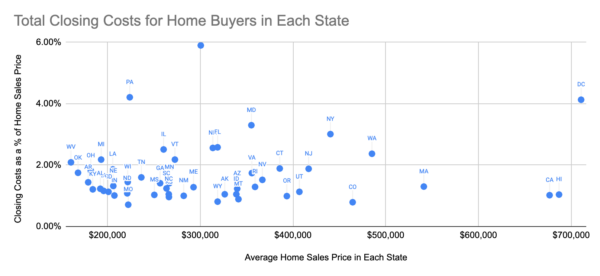 Total Closing Costs for Home Buyers in Each State
Closing Costs as a % of Home Sales Price
6.00%
4.00%
2.00%
0.00%
PA
DC
MD
NY
WV
OH
MI
LA
IL
VT
FL
WA
OK
AR
KY
AL
NE
IN
WI
ND
MO
TN
GA
MN
SC
NC
MS
NM
ME
WY
AK
VA
RI
AZ
ID
MT
NV
CT
NJ
OR
UT
CO
MA
CA
HI
$200,000
$300,000
$400,000
$500,000
$600,000
$700,000
Average Home Sales Price in Each State